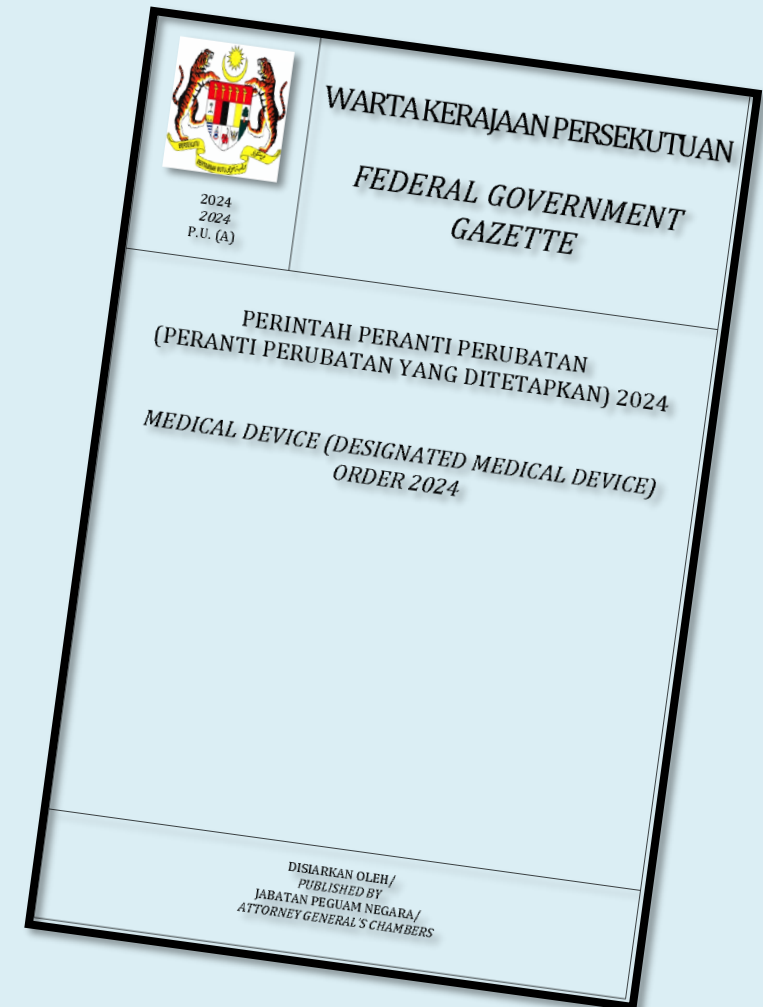 2024
2024
P.U. (A)
WARTA KERAJAAN PERSEKUTUAN
FEDERAL GOVERNMENT
GAZETTE
PERINTAH PERANTI PERUBATAN
(PERANTI PERUBATAN YANG DITETAPKAN) 2024
MEDICAL DEVICE (DESIGNATED MEDICAL DEVICE)
ORDER 2024
DISIARKAN OLEH/
PUBLISHED BY
JABATAN PEGUAM NEGARA/
ATTORNEY GENERAL'S CHAMBERS